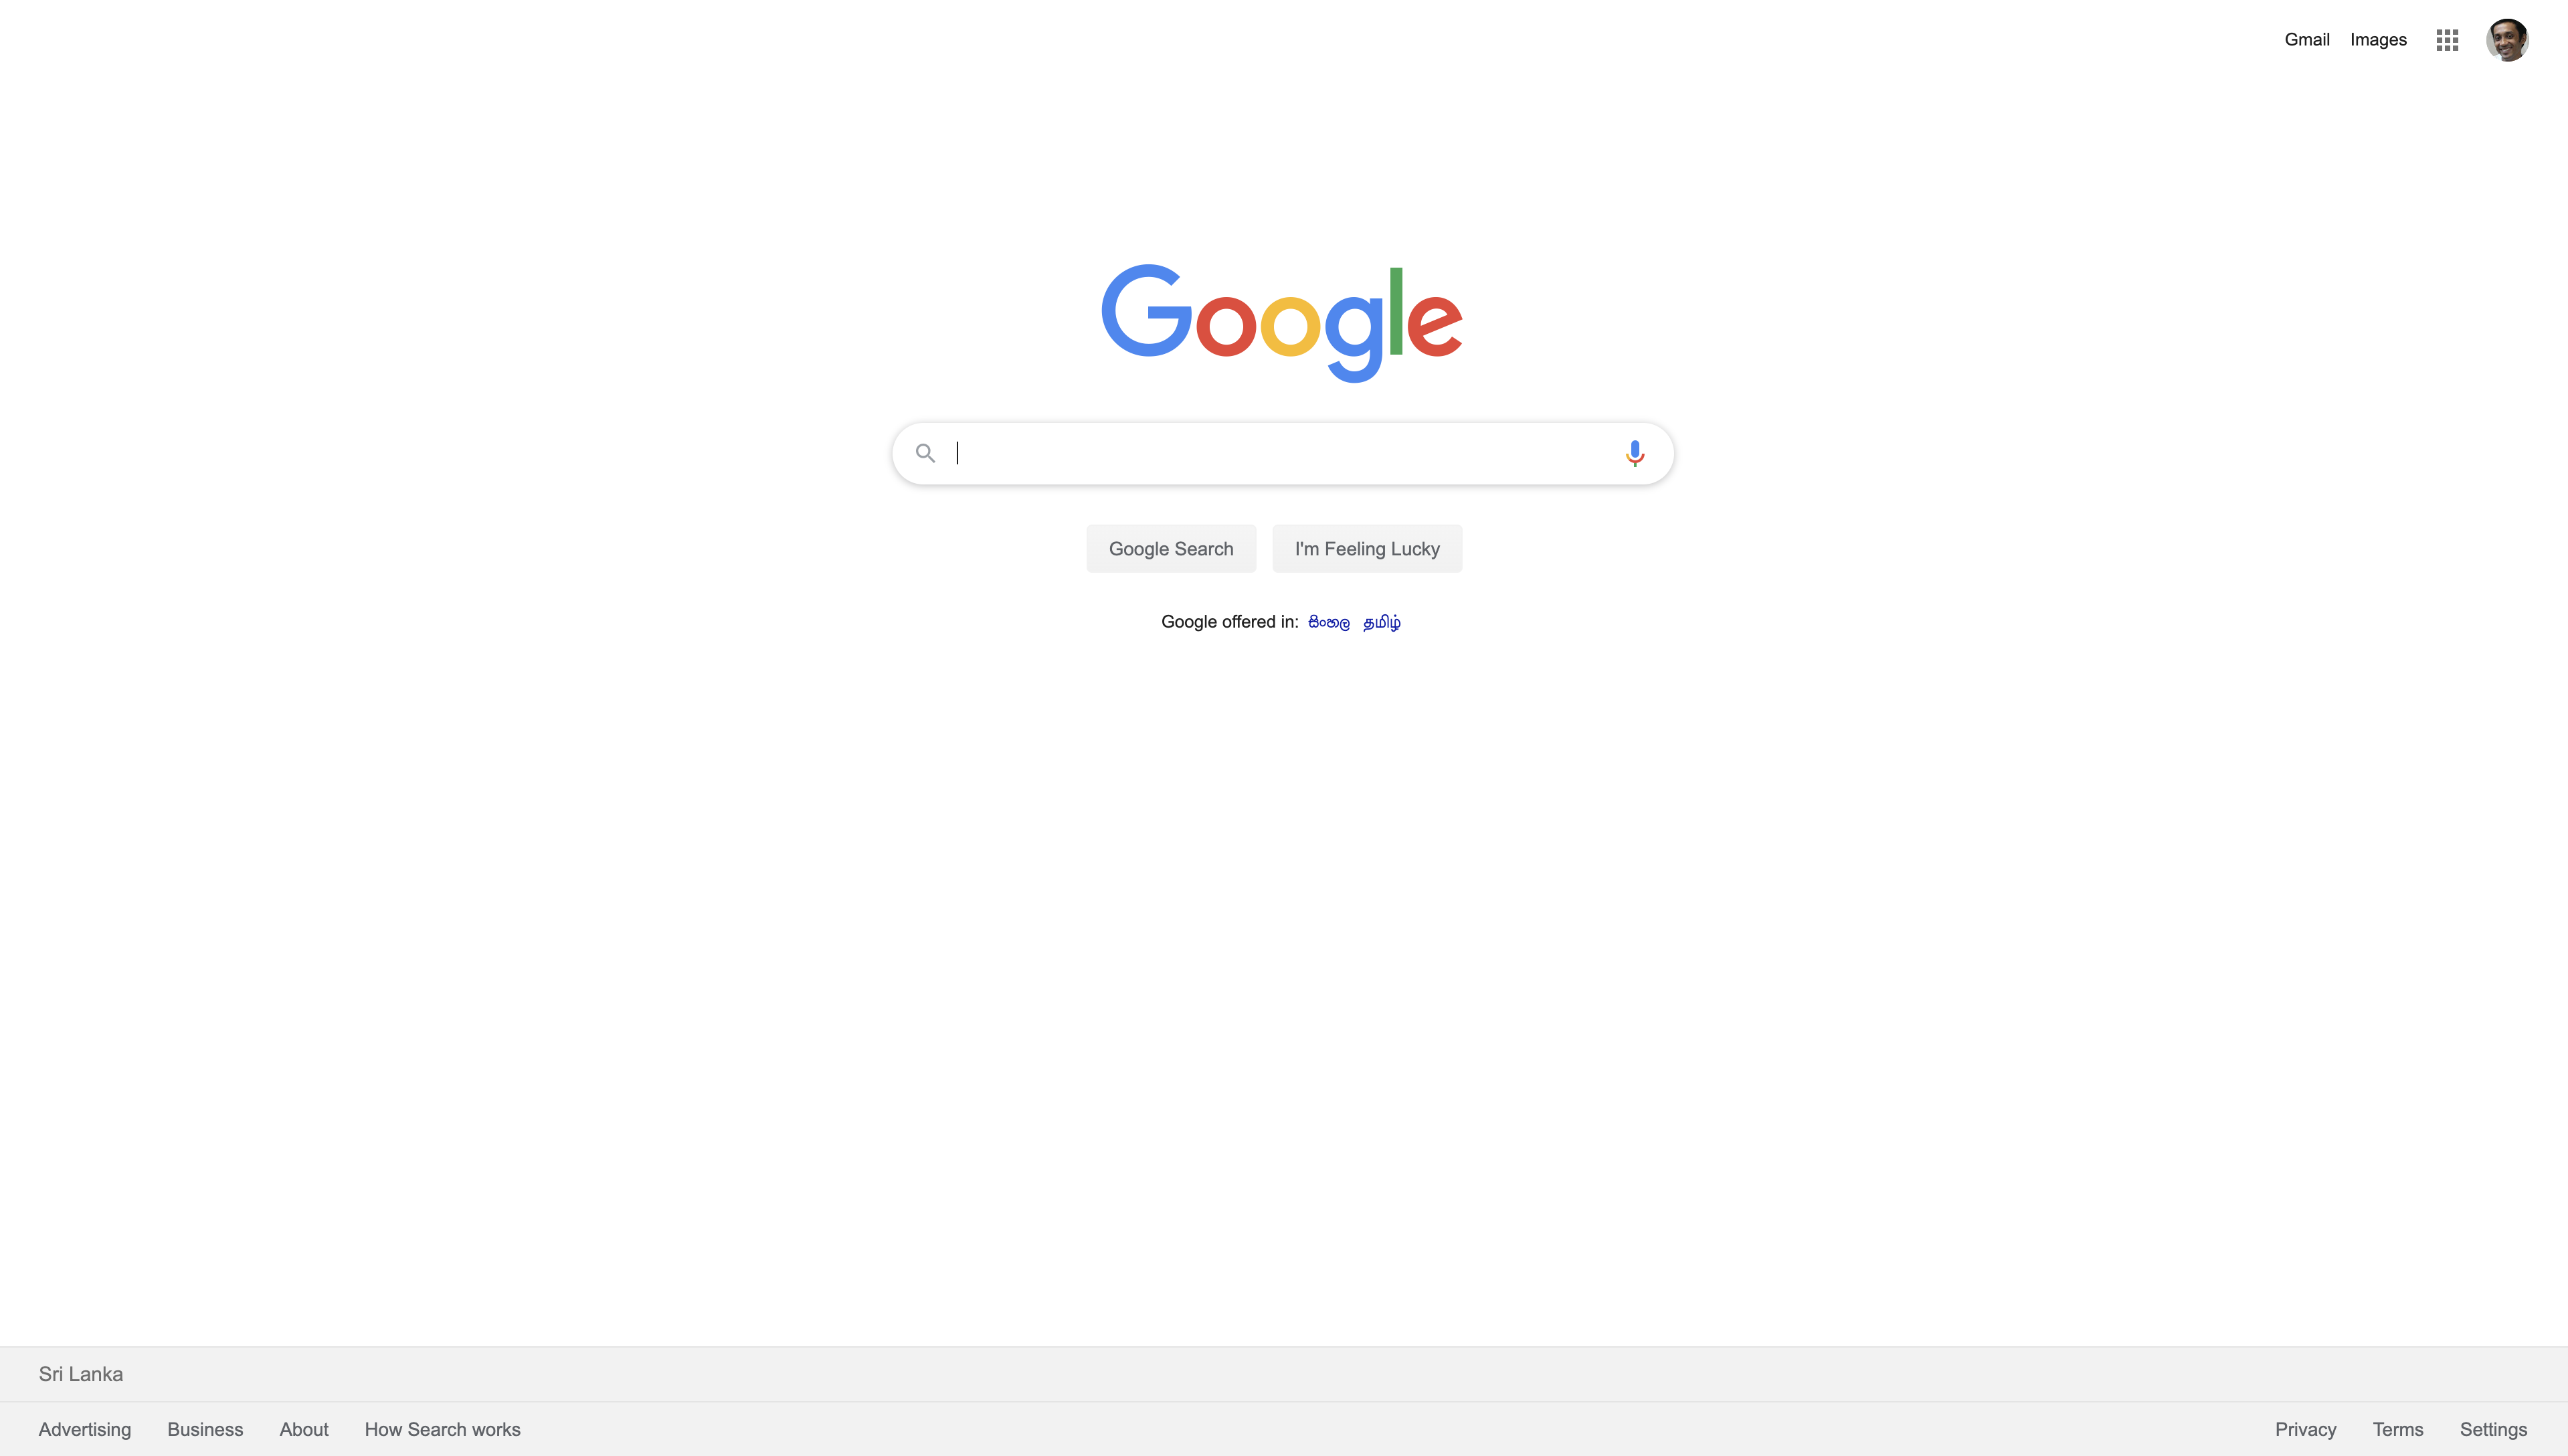 Gmail Images
Google
Google Search I'm Feeling Lucky
Google offered in: සිංහල தமிழ்
Sri Lanka
Advertising Business About How Search works Privacy Terms Settings